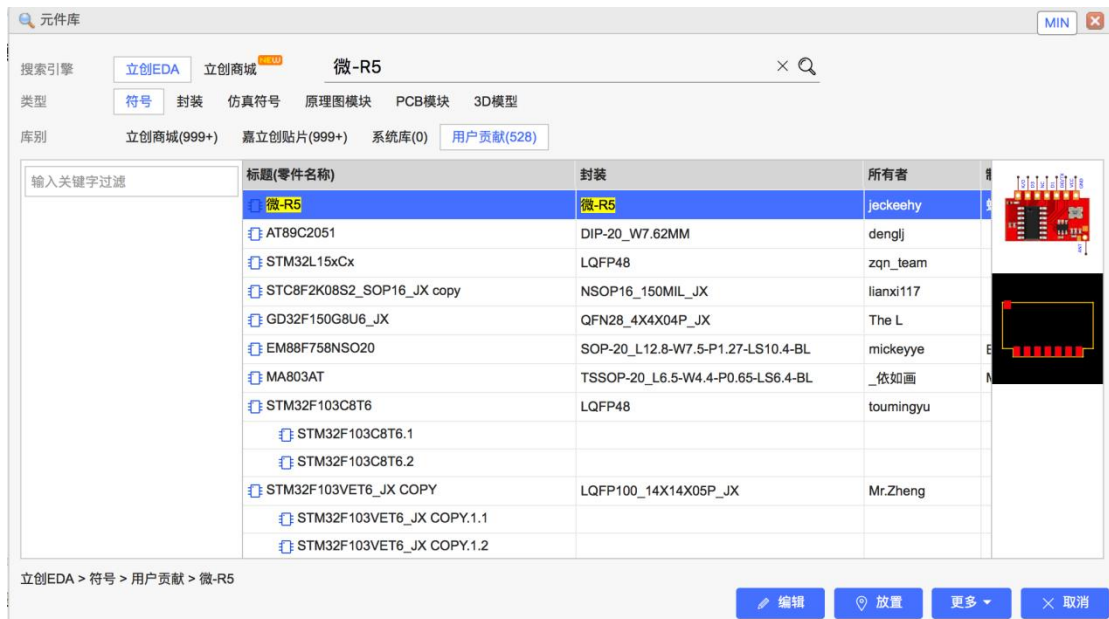 元件库 MIN
搜索引擎 立创EDA 立创商城 NEW 微-R5
类型 符号 封装 仿真符号 原理图模块 PCB模块 3D模型
库别 立创商城(999+) 嘉立创贴片(999+) 系统库(0) 用户贡献(528)
输入关键字过滤
标题(零件名称) 封装 所有者
微-R5 微-R5 jeckeehy
AT89C2051 DIP-20_W7.62MM denglj
STM32L15xCx LQFP48 zqn_team
STC8F2K08S2_SOP16_JX copy NSOP16_150MIL_JX lianxi117
GD32F150G8U6_JX QFN28_4X4X04P_JX The L
EM88F758NSO20 SOP-20_L12.8-W7.5-P1.27-LS10.4-BL mickeyye
MA803AT TSSOP-20_L6.5-W4.4-P0.65-LS6.4-BL _依如画
STM32F103C8T6 LQFP48 toumingyu
STM32F103C8T6.1
STM32F103C8T6.2
STM32F103VET6_JX COPY LQFP100_14X14X05P_JX Mr.Zheng
STM32F103VET6_JX COPY.1.1
STM32F103VET6_JX COPY.1.2
立创EDA > 符号 > 用户贡献 > 微-R5
编辑 放置 更多 取消